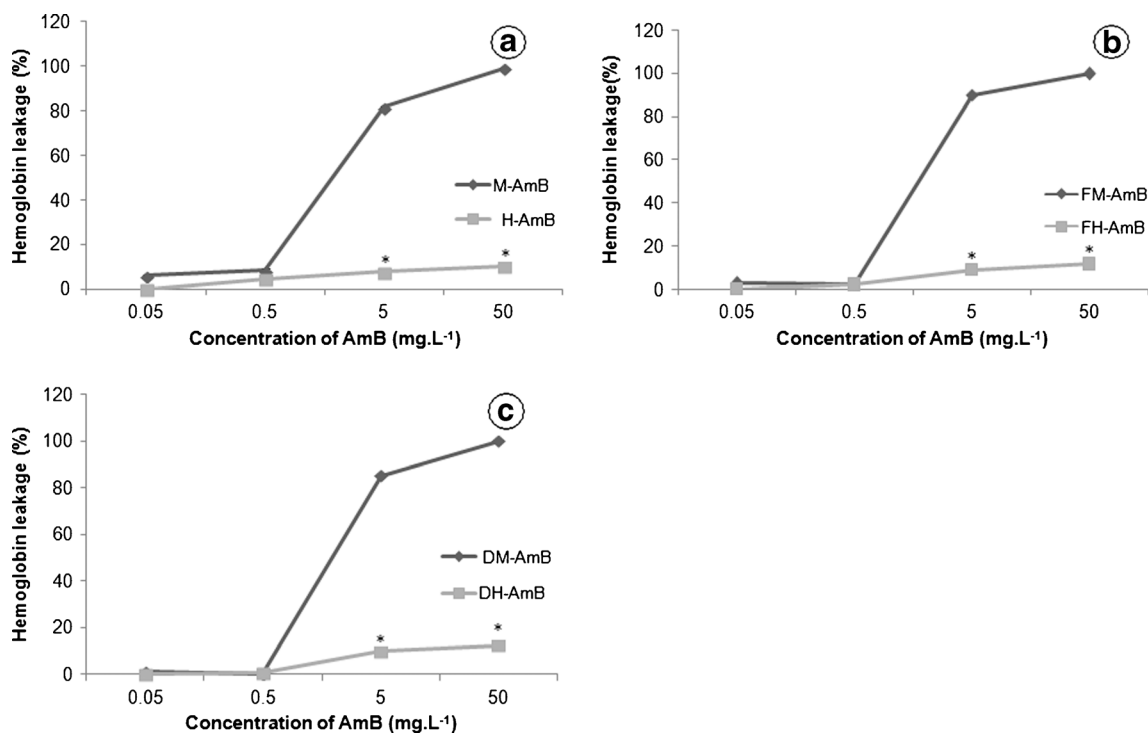 a
Hemoglobin leakage (%)
120
100
80
60
40
20
0
M-AmB
H-AmB
*
*
0.05 0.5 5 50
Concentration of AmB (mg.L⁻¹)
b
Hemoglobin leakage(%)
120
100
80
60
40
20
0
FM-AmB
FH-AmB
*
*
0.05 0.5 5 50
Concentration of AmB (mg.L⁻¹)
c
Hemoglobin leakage (%)
120
100
80
60
40
20
0
DM-AmB
DH-AmB
*
*
0.05 0.5 5 50
Concentration of AmB (mg.L⁻¹)